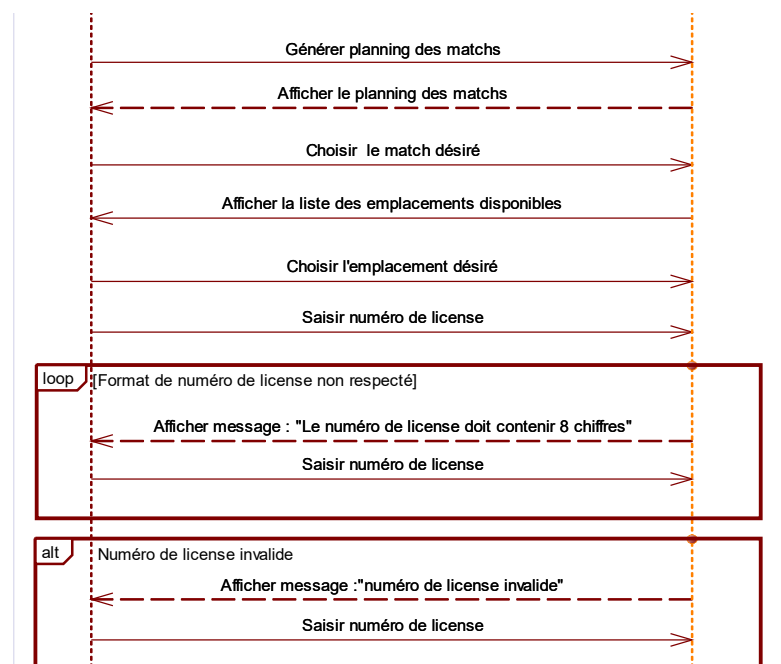 Générer planning des matchs
Afficher le planning des matchs
Choisir le match désiré
Afficher la liste des emplacements disponibles
Choisir l'emplacement désiré
Saisir numéro de license
loop
[Format de numéro de license non respecté]
Afficher message : "Le numéro de license doit contenir 8 chiffres"
Saisir numéro de license
alt
Numéro de license invalide
Afficher message :"numéro de license invalide"
Saisir numéro de license